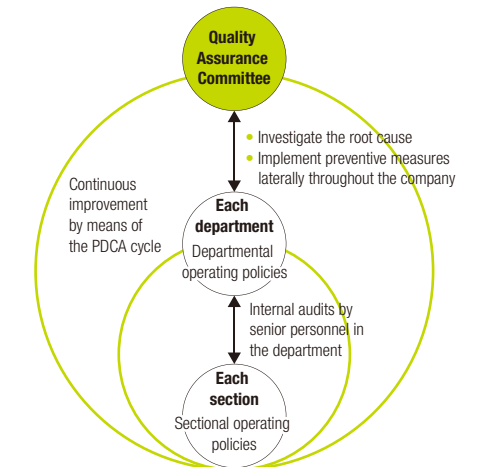 Quality
Assurance
Committee
• Investigate the root cause
• Implement preventive measures
laterally throughout the company
Continuous
improvement
by means of
the PDCA cycle
Each
department
Departmental
operating policies
Internal audits by
senior personnel in
the department
Each
section
Sectional operating
policies